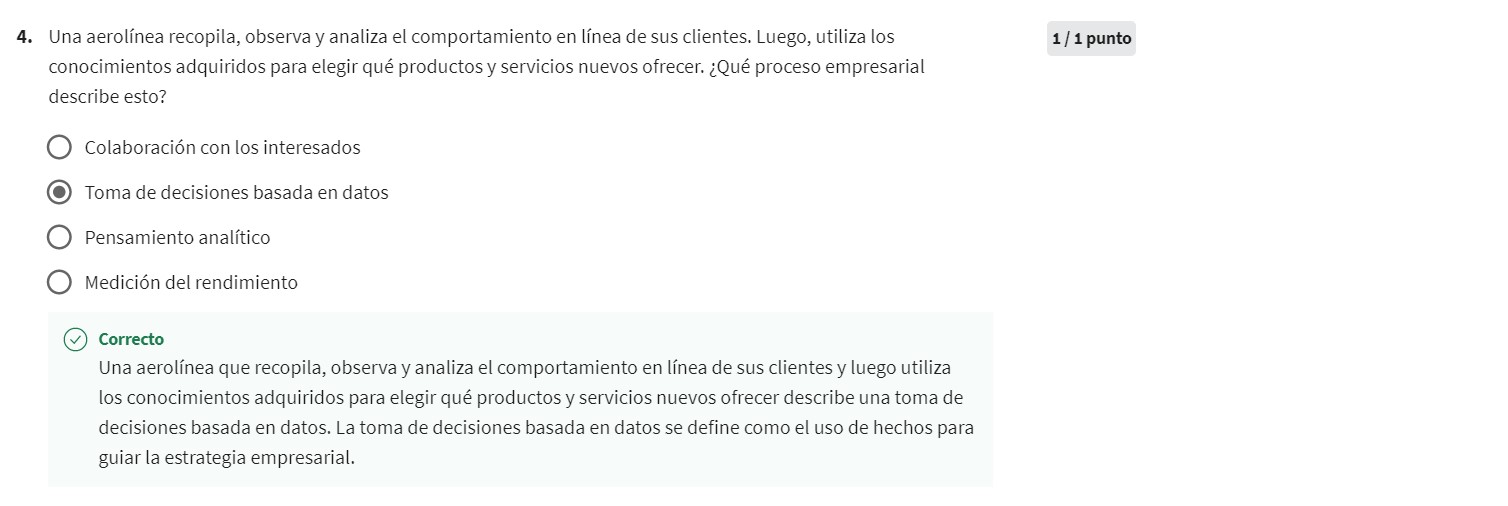 4. Una aerolínea recopila, observa y analiza el comportamiento en línea de sus clientes. Luego, utiliza los
conocimientos adquiridos para elegir qué productos y servicios nuevos ofrecer. ¿Qué proceso empresarial
describe esto?
1 / 1 punto
Colaboración con los interesados
Toma de decisiones basada en datos
Pensamiento analítico
Medición del rendimiento
Correcto
Una aerolínea que recopila, observa y analiza el comportamiento en línea de sus clientes y luego utiliza
los conocimientos adquiridos para elegir qué productos y servicios nuevos ofrecer describe una toma de
decisiones basada en datos. La toma de decisiones basada en datos se define como el uso de hechos para
guiar la estrategia empresarial.